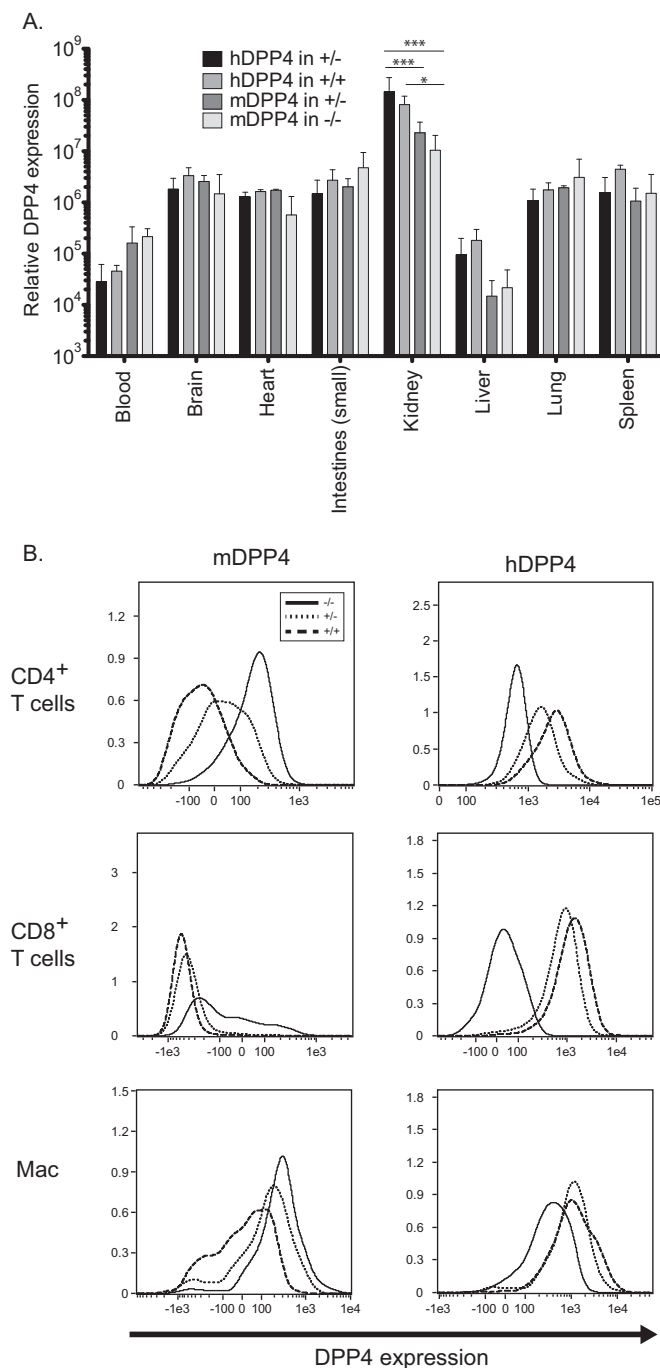 A.
Relative DPP4 expression
10⁹
10⁸
10⁷
10⁶
10⁵
10⁴
10³
hDPP4 in +/-
hDPP4 in +/+
mDPP4 in +/-
mDPP4 in -/-
***
***
*
Blood
Brain
Heart
Intestines (small)
Kidney
Liver
Lung
Spleen
B.
mDPP4
hDPP4
CD4⁺
T cells
1.2
0.9
0.6
0.3
0
-/-
+/-
+/+
-100 0 100 1e3
2.5
2
1.5
1
0.5
0
0 100 1e3 1e4 1e5
CD8⁺
T cells
3
2
1
0
-1e3 -100 0 100 1e3
1.8
1.5
1.2
0.9
0.6
0.3
0
-100 0 100 1e3 1e4
Mac
1.5
1.2
0.9
0.6
0.3
0
-1e3 -100 0 100 1e3 1e4
1.8
1.5
1.2
0.9
0.6
0.3
0
-1e3 -100 0 100 1e3 1e4
DPP4 expression